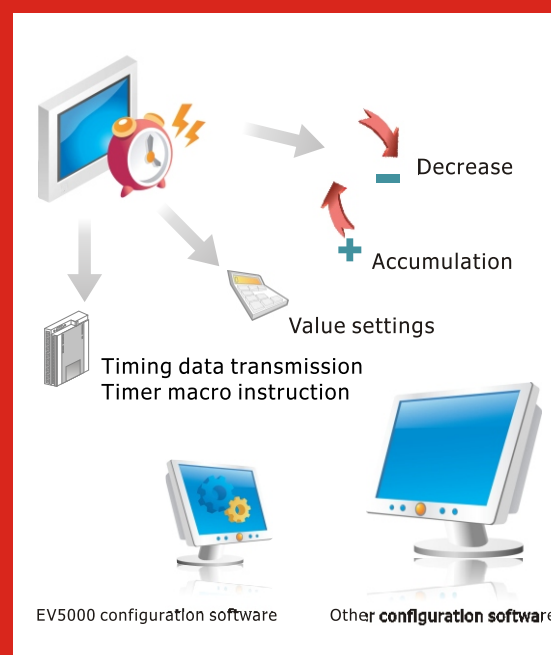 Decrease
Accumulation
Value settings
Timing data transmission
Timer macro instruction
EV5000 configuration software
Other configuration software